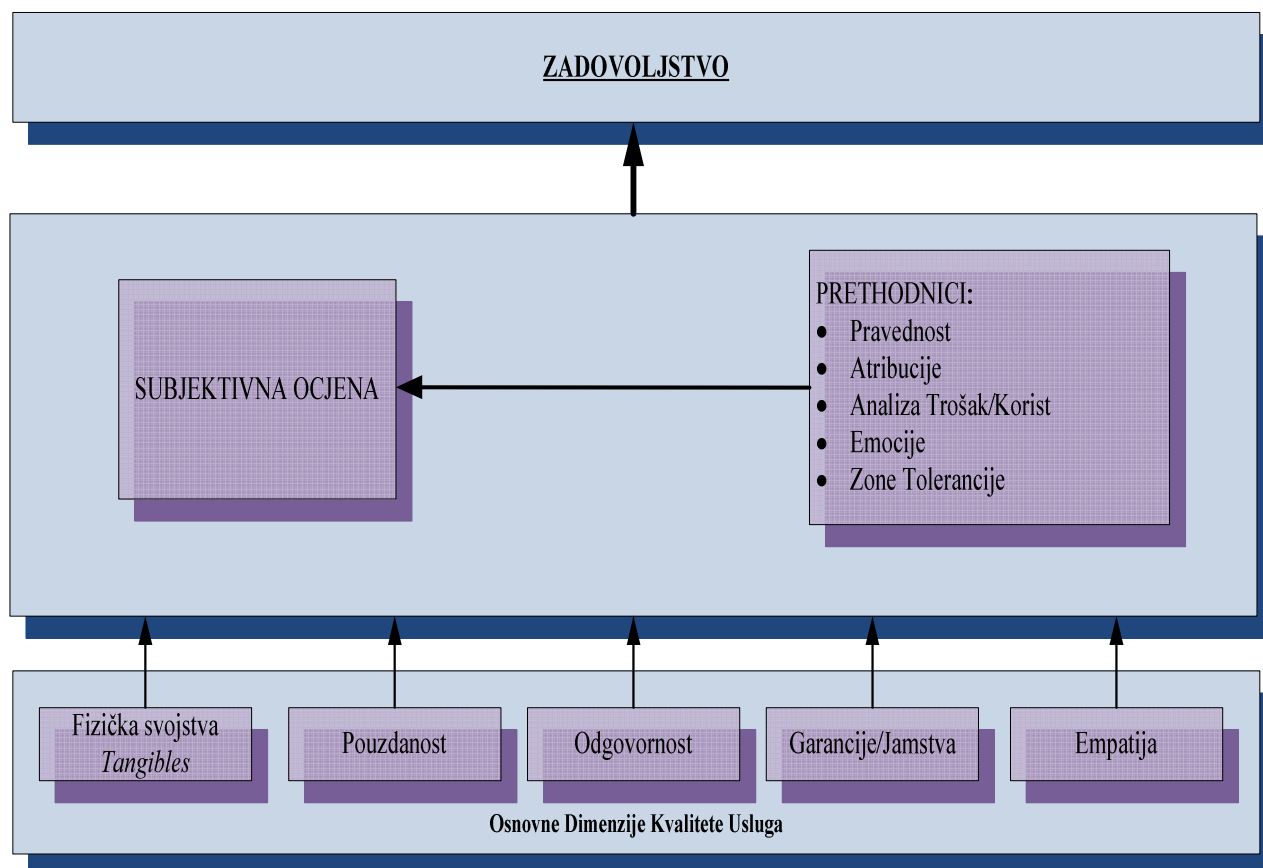 ZADOVOLJSTVO
SUBJEKTIVNA OCJENA
PRETHODNICI:
• Pravednost
• Atribucije
• Analiza Trošak/Korist
• Emocije
• Zone Tolerancije
Fizička svojstva
Tangibles
Pouzdanost
Odgovornost
Garancije/Jamstva
Empatija
Osnovne Dimenzije Kvalitete Usluga